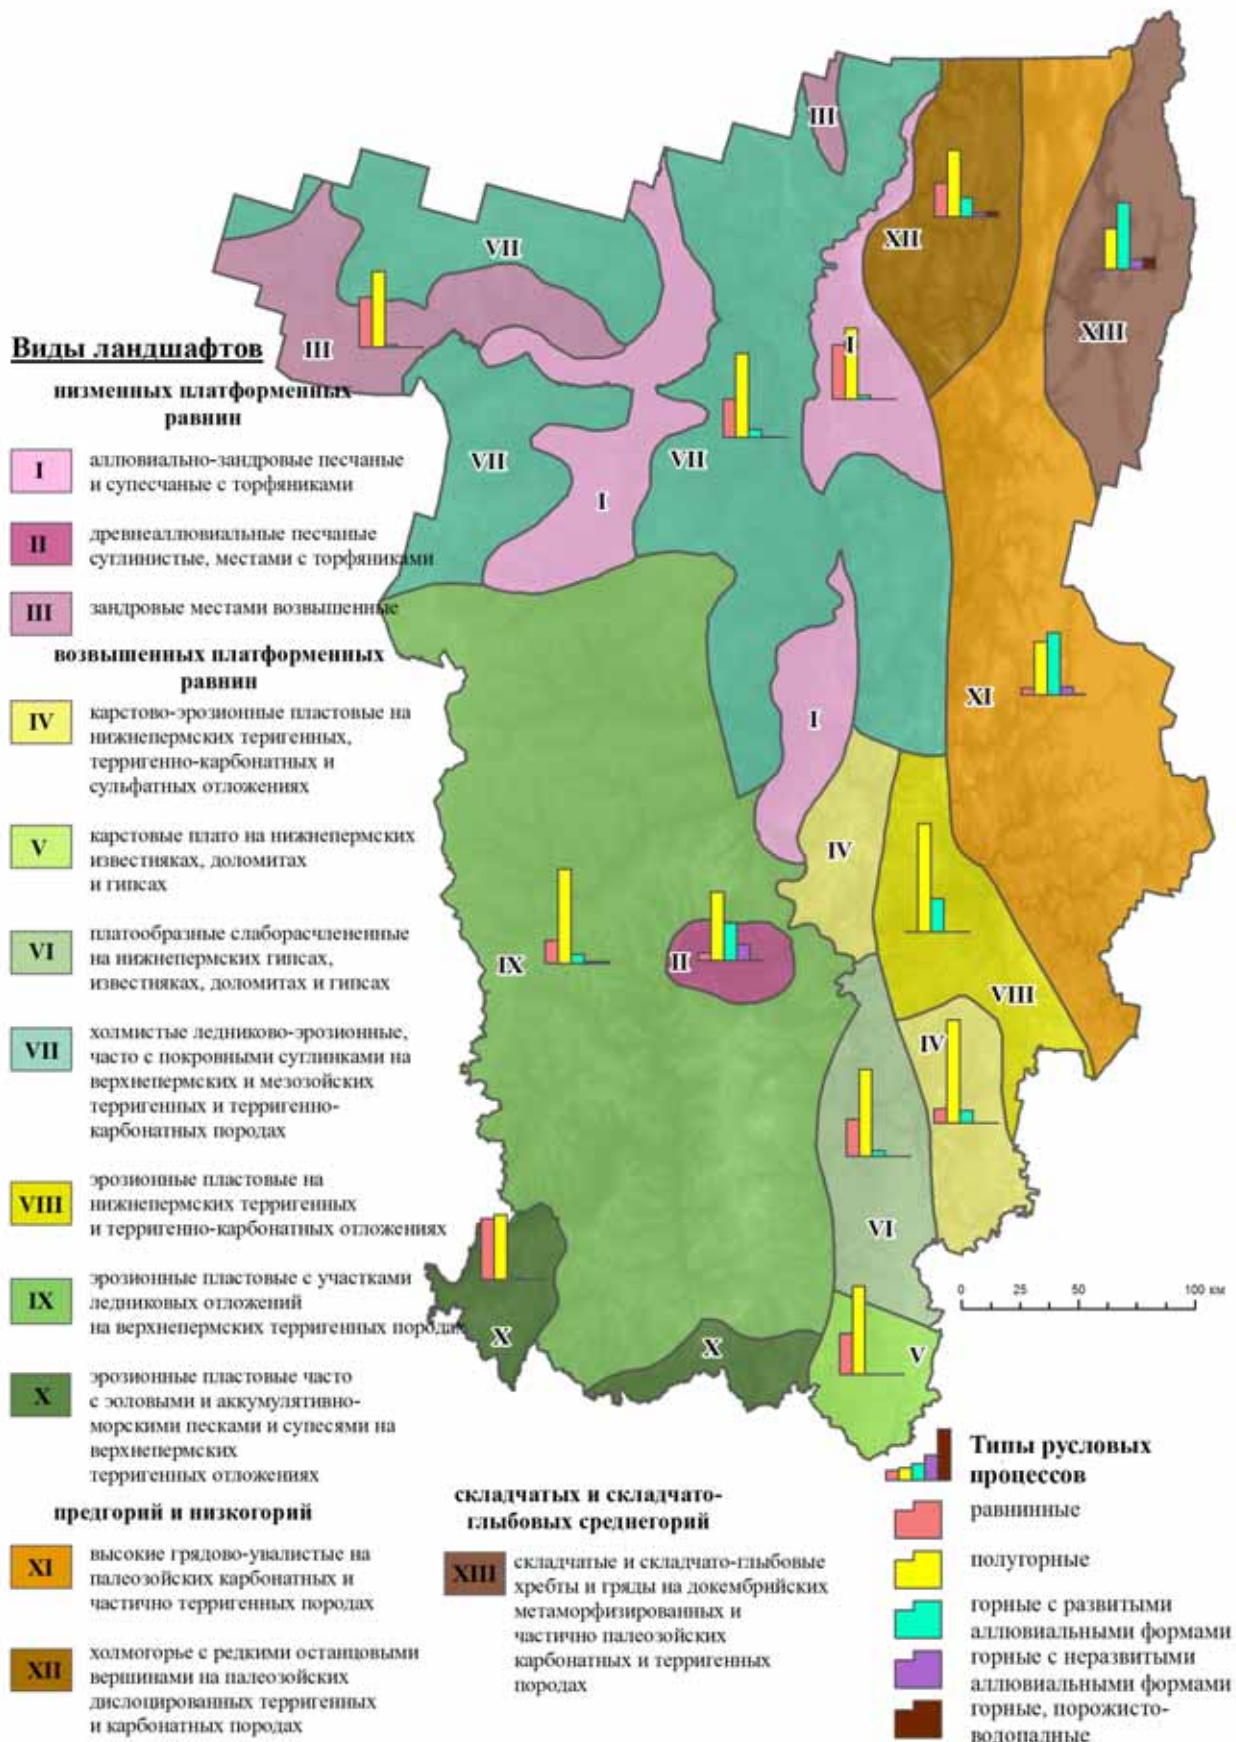 III
XII
VII
XIII
I
III
VII
VII
I
XI
I
IV
IX
II
VIII
IV
VI
X
X
V
0 25 50 100 км
Виды ландшафтов
низменных платформенных
равнин
I
аллювиально-зандровые песчаные
и супесчаные с торфяниками
II
древнеаллювиальные песчаные
суглинистые, местами с торфяниками
III
зандровые местами возвышенные
возвышенных платформенных
равнин
IV
карстово-эрозионные пластовые на
нижнепермских теригенных,
терригенно-карбонатных и
сульфатных отложениях
V
карстовые плато на нижнепермских
известняках, доломитах
и гипсах
VI
платообразные слаборасчлененные
на нижнепермских гипсах,
известняках, доломитах и гипсах
VII
холмистые ледниково-эрозионные,
часто с покровными суглинками на
верхнепермских и мезозойских
терригенных и терригенно-
карбонатных породах
VIII
эрозионные пластовые на
нижнепермских терригенных
и терригенно-карбонатных отложениях
IX
эрозионные пластовые с участками
ледниковых отложений
на верхнепермских терригенных породах
X
эрозионные пластовые часто
с эоловыми и аккумулятивно-
морскими песками и супесями на
верхнепермских
терригенных отложениях
предгорий и низкогорий
XI
высокие грядово-увалистые на
палеозойских карбонатных и
частично терригенных породах
XII
холмогорье с редкими останцовыми
вершинами на палеозойских
дислоцированных терригенных
и карбонатных породах
складчатых и складчато-
глыбовых среднегорий
XIII
складчатые и складчато-глыбовые
хребты и гряды на докембрийских
метаморфизированных и
частично палеозойских
карбонатных и терригенных
породах
Типы русловых
процессов
равнинные
полугорные
горные с развитыми
аллювиальными формами
горные с неразвитыми
аллювиальными формами
горные, порожисто-
водопадные